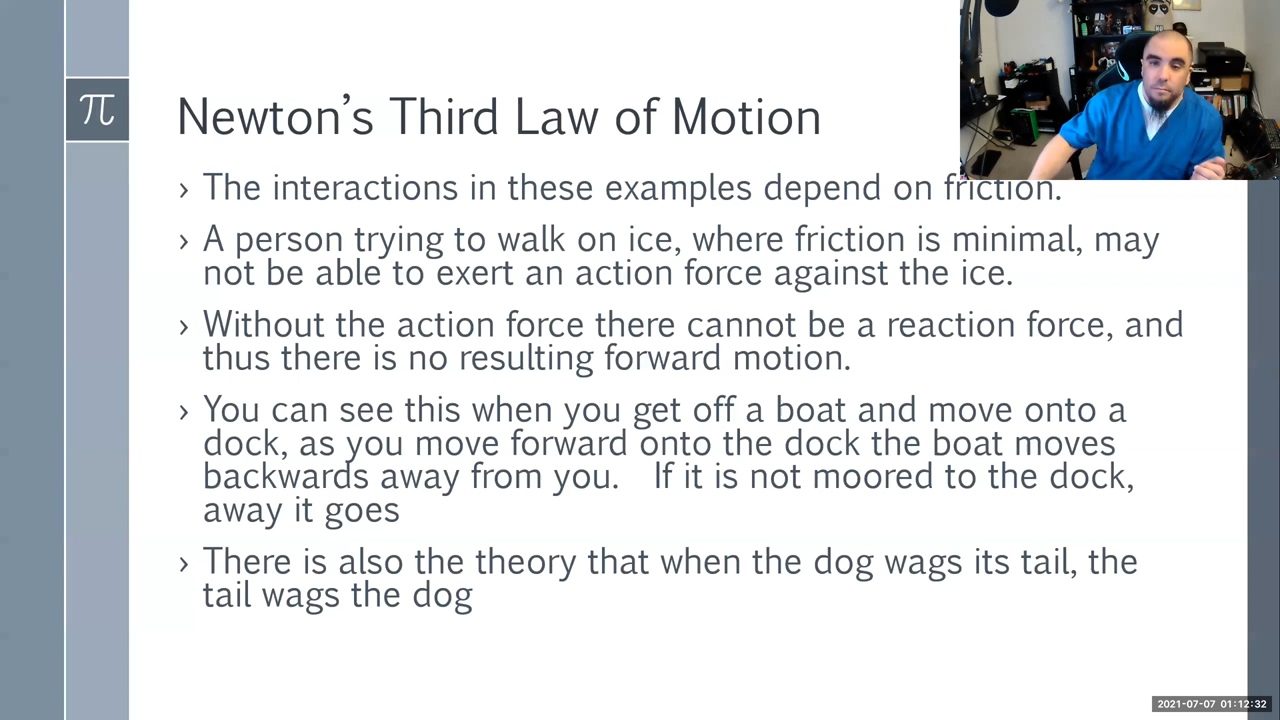 π
Newton’s Third Law of Motion
› The interactions in these examples depend on friction.
› A person trying to walk on ice, where friction is minimal, may
not be able to exert an action force against the ice.
› Without the action force there cannot be a reaction force, and
thus there is no resulting forward motion.
› You can see this when you get off a boat and move onto a
dock, as you move forward onto the dock the boat moves
backwards away from you. If it is not moored to the dock,
away it goes
› There is also the theory that when the dog wags its tail, the
tail wags the dog
2021-07-07 01:12:32